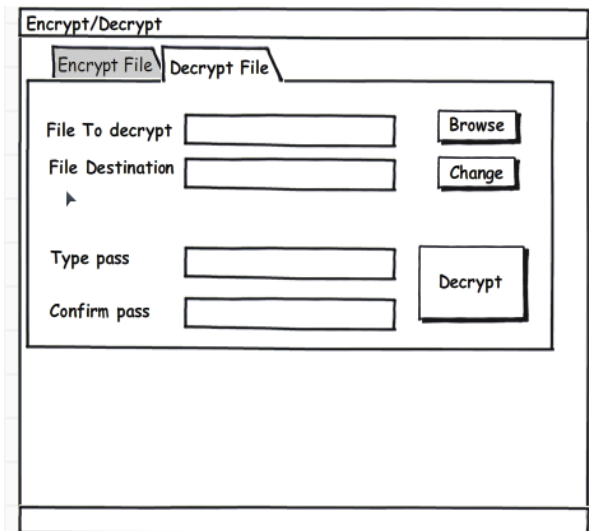 Encrypt/Decrypt
Encrypt File Decrypt File
File To decrypt Browse
File Destination Change
Type pass
Decrypt
Confirm pass